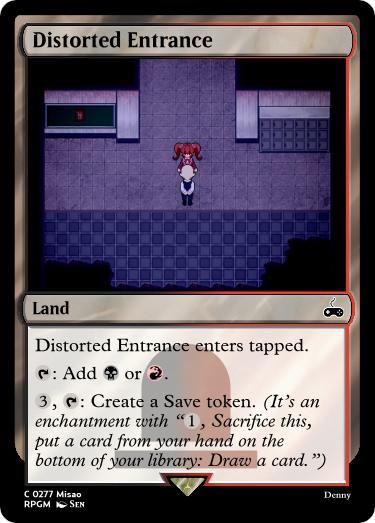 Distorted Entrance
Land
Distorted Entrance enters tapped.
: Add or .
3 , : Create a Save token. (It's an
enchantment with “ 1 , Sacrifice this,
put a card from your hand on the
bottom of your library: Draw a card.”)
C 0277 Misao
RPGM Sen
Denny